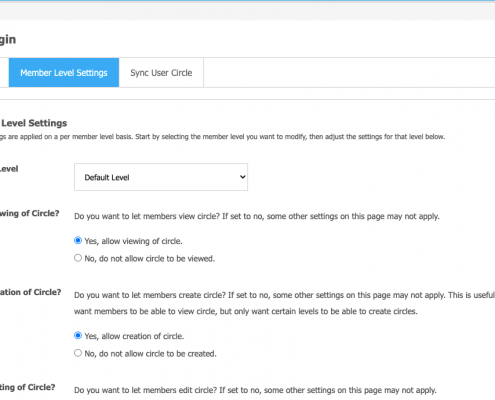 gin
Member Level Settings
Sync User Circle
Level Settings
gs are applied on a per member level basis. Start by selecting the member level you want to modify, then adjust the settings for that level below.
evel
Default Level
wing of Circle?
Do you want to let members view circle? If set to no, some other settings on this page may not apply.
Yes, allow viewing of circle.
No, do not allow circle to be viewed.
ation of Circle?
Do you want to let members create circle? If set to no, some other settings on this page may not apply. This is useful
want members to be able to view circle, but only want certain levels to be able to create circles.
Yes, allow creation of circle.
No, do not allow circle to be created.
ting of Circle?
Do you want to let members edit circle? If set to no, some other settings on this page may not apply.